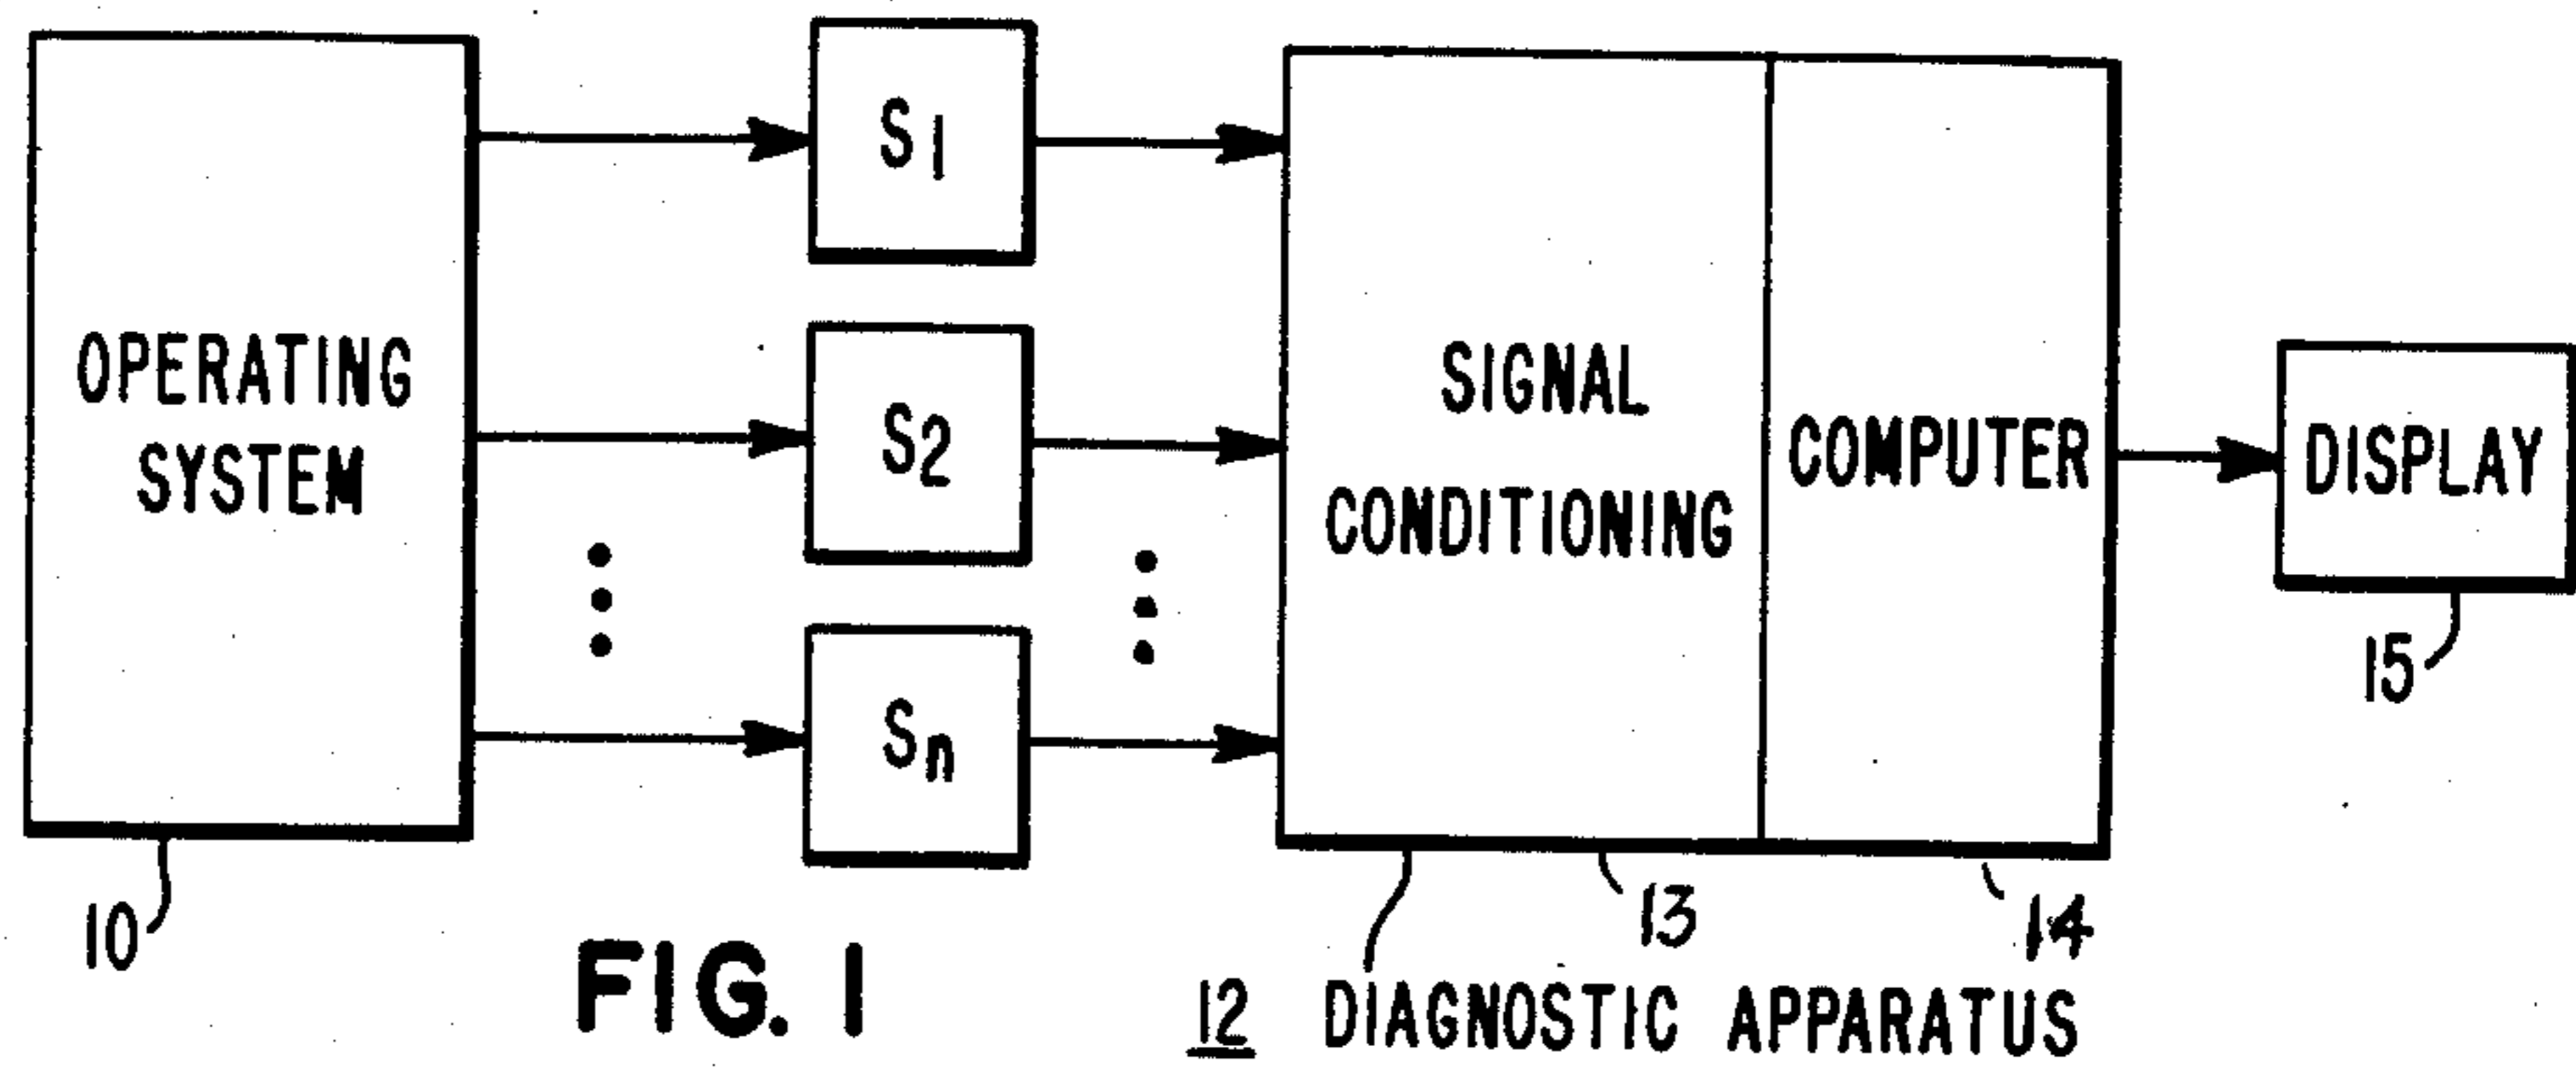 OPERATING
SYSTEM
10
S1
S2
Sn
SIGNAL
CONDITIONING
COMPUTER
DISPLAY
15
13
14
12 DIAGNOSTIC APPARATUS
FIG. 1